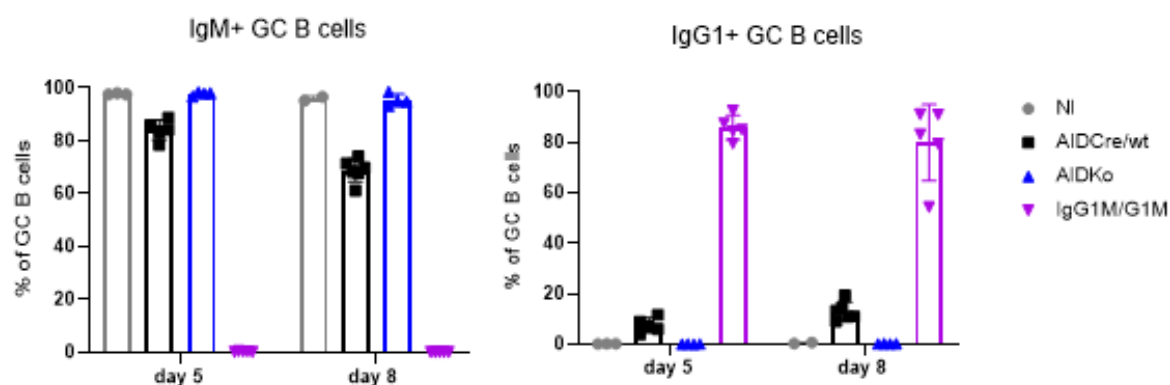 IgM+ GC B cells
% of GC B cells
100
80
60
40
20
0
day 5
day 8
IgG1+ GC B cells
% of GC B cells
100
80
60
40
20
0
day 5
day 8
NI
AIDCre/wt
AIDKo
IgG1M/G1M